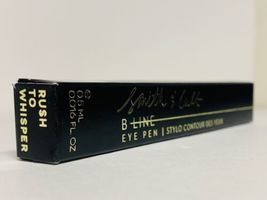 RUSH
TO
WHISPER
0.5 ML
0.016 FL OZ
Smith & Cult
B LINE
EYE PEN | STYLO CONTOUR DES YEUX